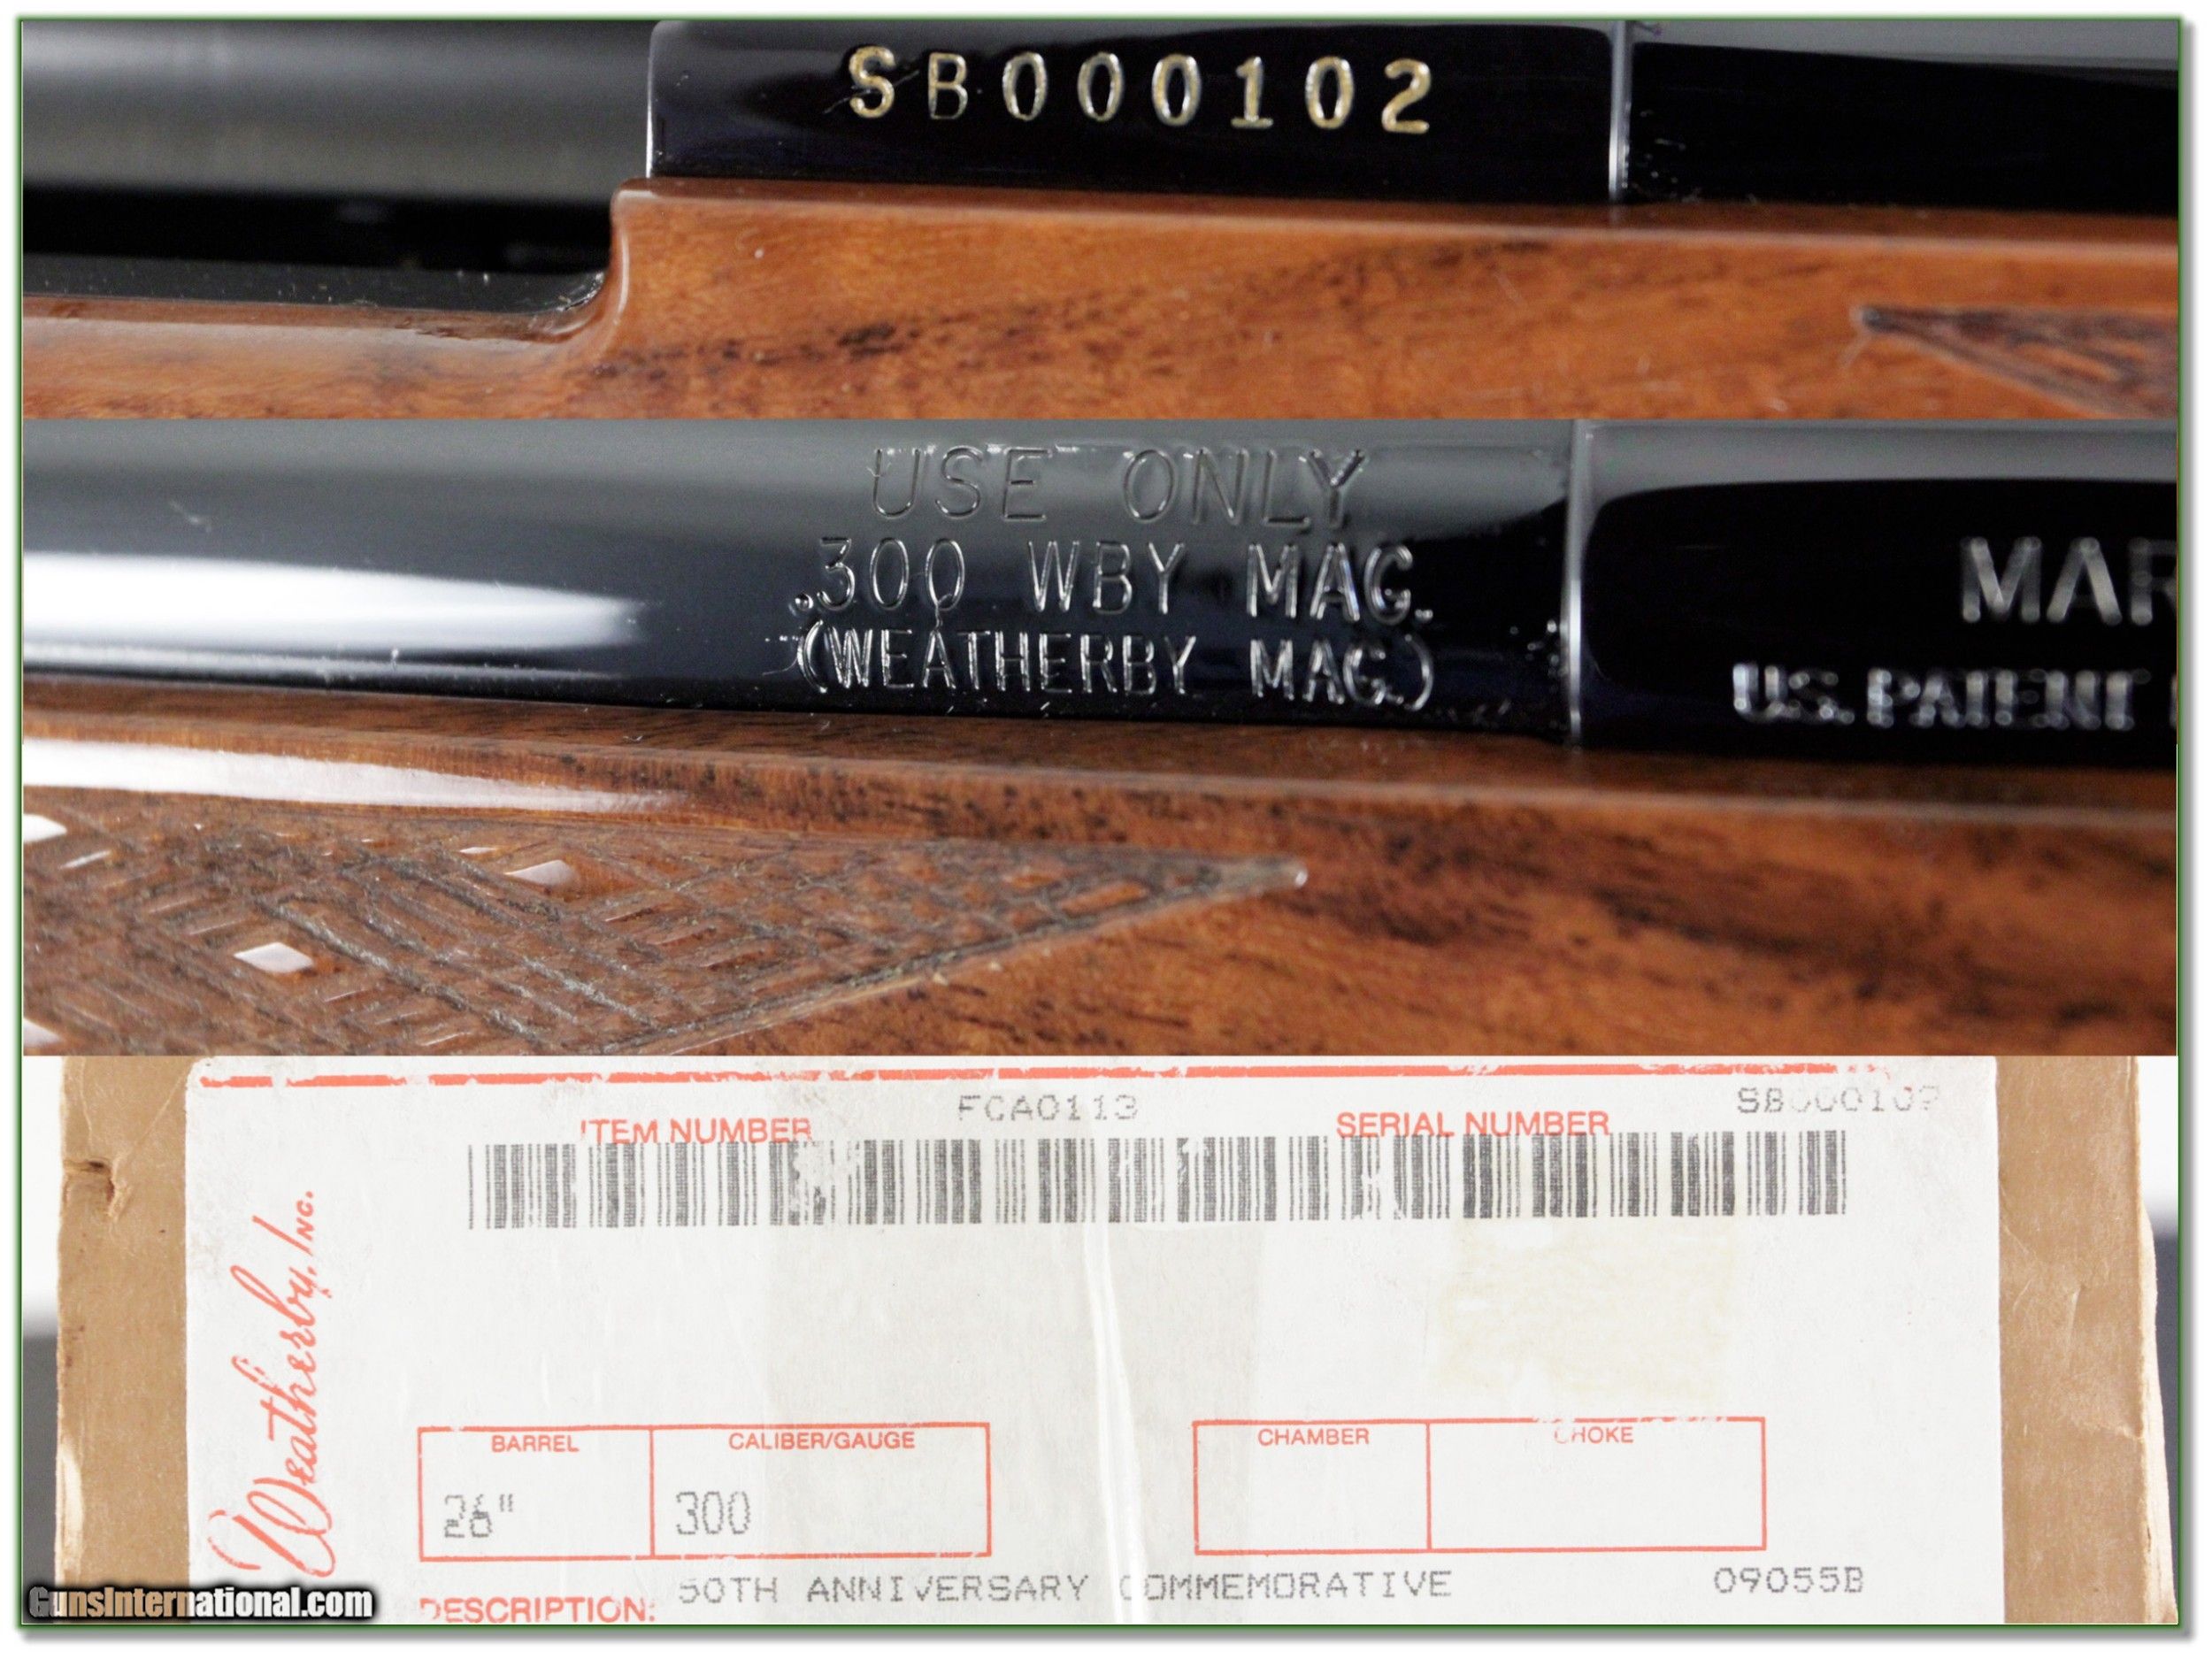 SB000102
USE ONLY
.300 WBY MAG.
(WEATHERBY MAG.)
MAR
U.S. PATENT
FCA0113
ITEM NUMBER
SERIAL NUMBER
Weatherby, Inc.
BARREL
CALIBER/GAUGE
CHAMBER
CHOKE
26"
300
DESCRIPTION:
50TH ANNIVERSARY COMMEMORATIVE
09055B
GunsInternational.com